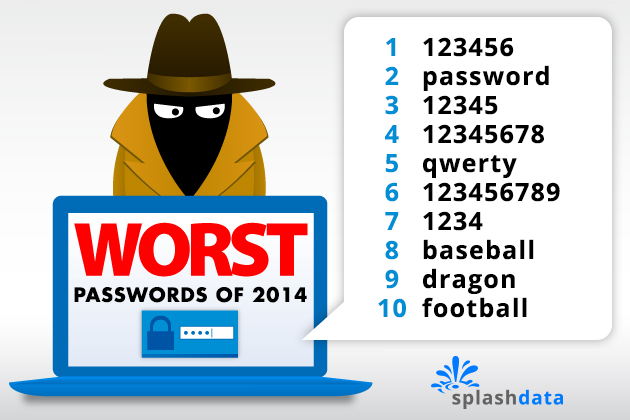 WORST
PASSWORDS OF 2014
1 123456
2 password
3 12345
4 12345678
5 qwerty
6 123456789
7 1234
8 baseball
9 dragon
10 football
splashdata